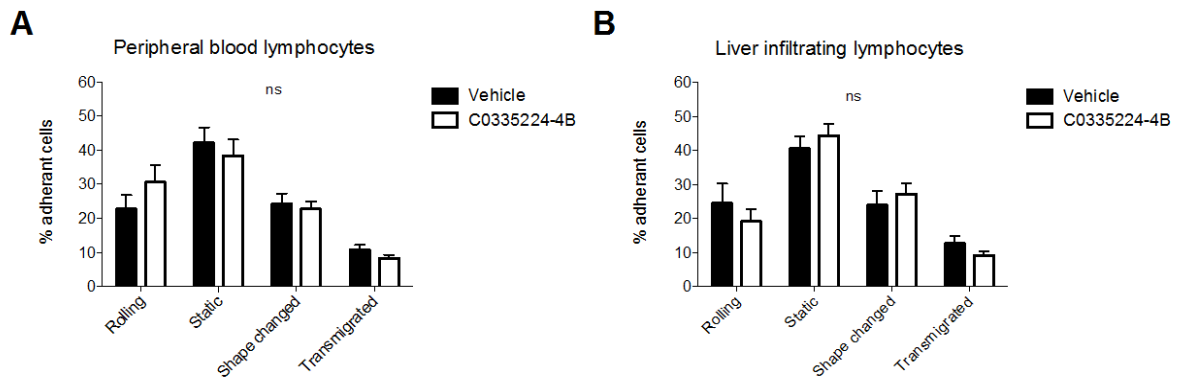 A
Peripheral blood lymphocytes
% adherant cells
60
50
40
30
20
10
0
ns
Vehicle
C0335224-4B
Rolling
Static
Shape changed
Transmigrated
B
Liver infiltrating lymphocytes
% adherant cells
60
50
40
30
20
10
0
ns
Vehicle
C0335224-4B
Rolling
Static
Shape changed
Transmigrated